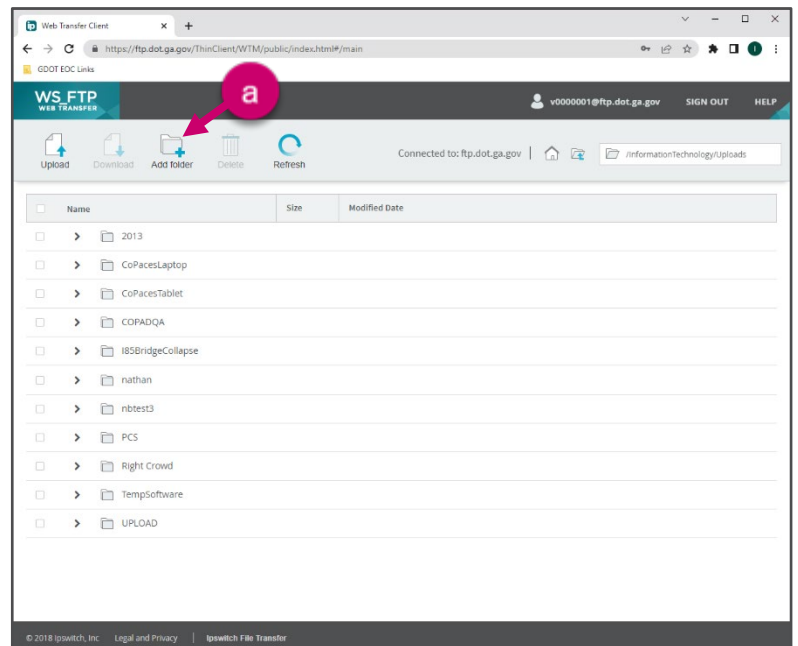 Web Transfer Client
https://ftp.dot.ga.gov/ThinClient/WTM/public/index.html#/main
GDOT EOC Links
WS_FTP
WEB TRANSFER
a
v0000001@ftp.dot.ga.gov SIGN OUT HELP
Upload Download Add folder Delete Refresh
Connected to: ftp.dot.ga.gov | /InformationTechnology/Uploads
Name Size Modified Date
2013
CoPacesLaptop
CoPacesTablet
COPADQA
I85BridgeCollapse
nathan
nbtest3
PCS
Right Crowd
TempSoftware
UPLOAD
© 2018 Ipswitch, Inc Legal and Privacy | Ipswitch File Transfer